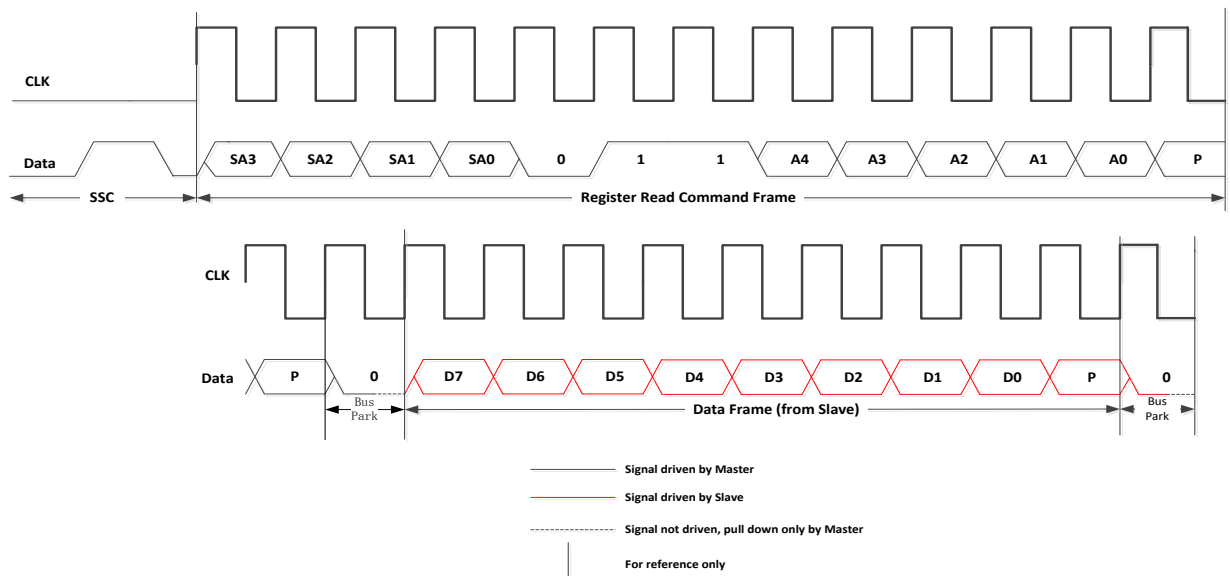 CLK
Data SA3 SA2 SA1 SA0 0 1 1 A4 A3 A2 A1 A0 P
SSC Register Read Command Frame
CLK
Data P 0 D7 D6 D5 D4 D3 D2 D1 D0 P 0
Bus Park Data Frame (from Slave) Bus Park
Signal driven by Master
Signal driven by Slave
Signal not driven, pull down only by Master
For reference only